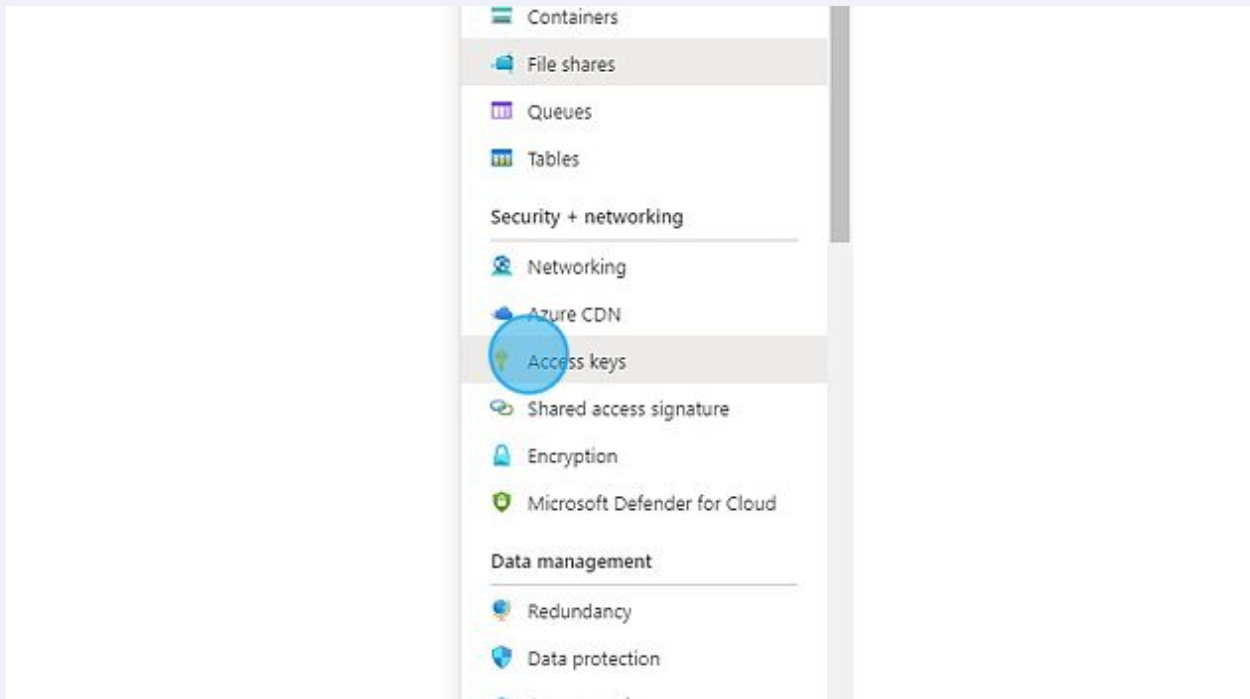 Containers
File shares
Queues
Tables
Security + networking
Networking
Azure CDN
Access keys
Shared access signature
Encryption
Microsoft Defender for Cloud
Data management
Redundancy
Data protection